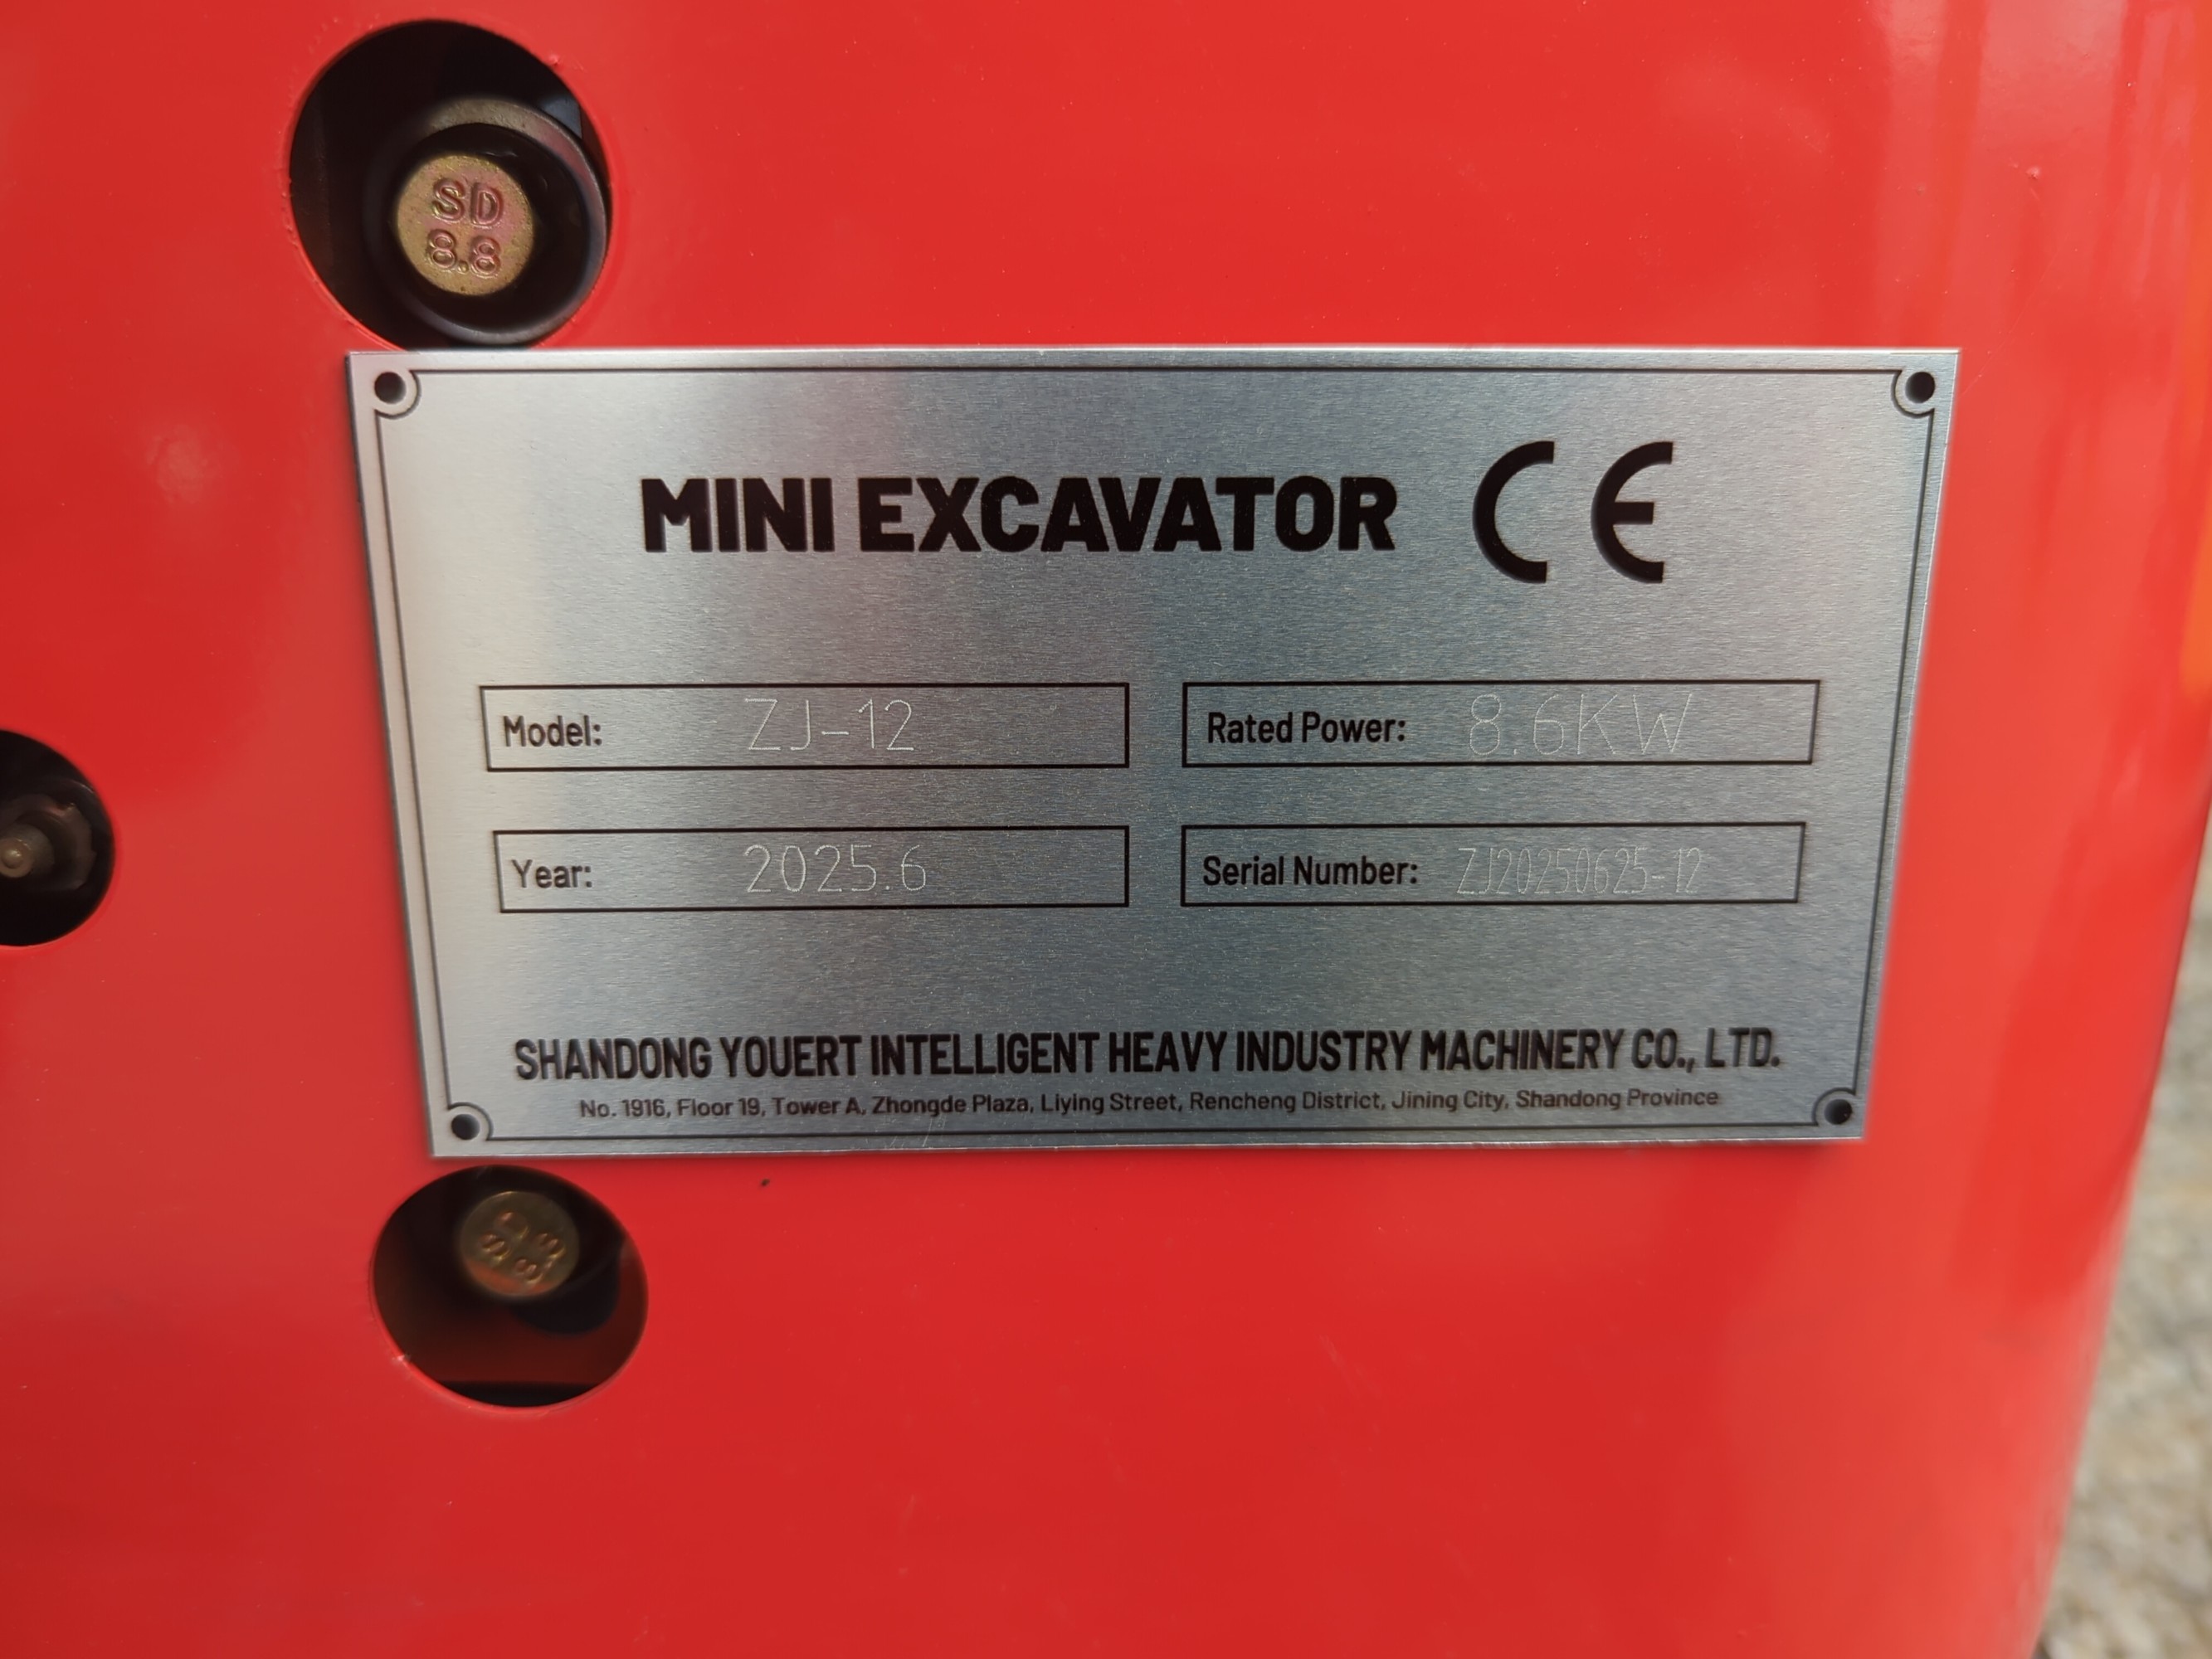 SD
8.8
MINI EXCAVATOR CE
Model: ZJ-12 Rated Power: 8.6KW
Year: 2025.6 Serial Number: ZJ20250625-12
SHANDONG YOUERT INTELLIGENT HEAVY INDUSTRY MACHINERY CO., LTD.
No. 1916, Floor 19, Tower A, Zhongde Plaza, Liying Street, Rencheng District, Jining City, Shandong Province